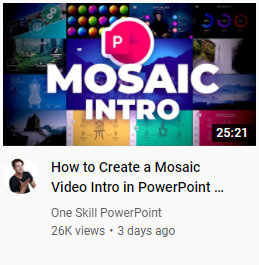 P
MOSAIC
INTRO
25:21
How to Create a Mosaic
Video Intro in PowerPoint ...
One Skill PowerPoint
26K views • 3 days ago